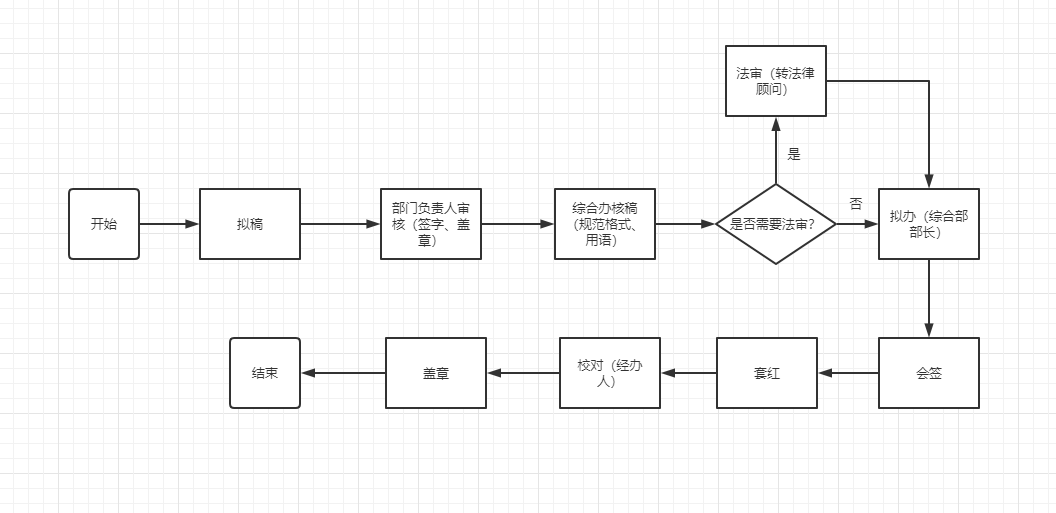 法审（转法律
顾问）
是
开始
拟稿
部门负责人审
核（签字、盖
章）
综合办核稿
（规范格式、
用语）
是否需要法审？
否
拟办（综合部
部长）
结束
盖章
校对（经办
人）
套红
会签